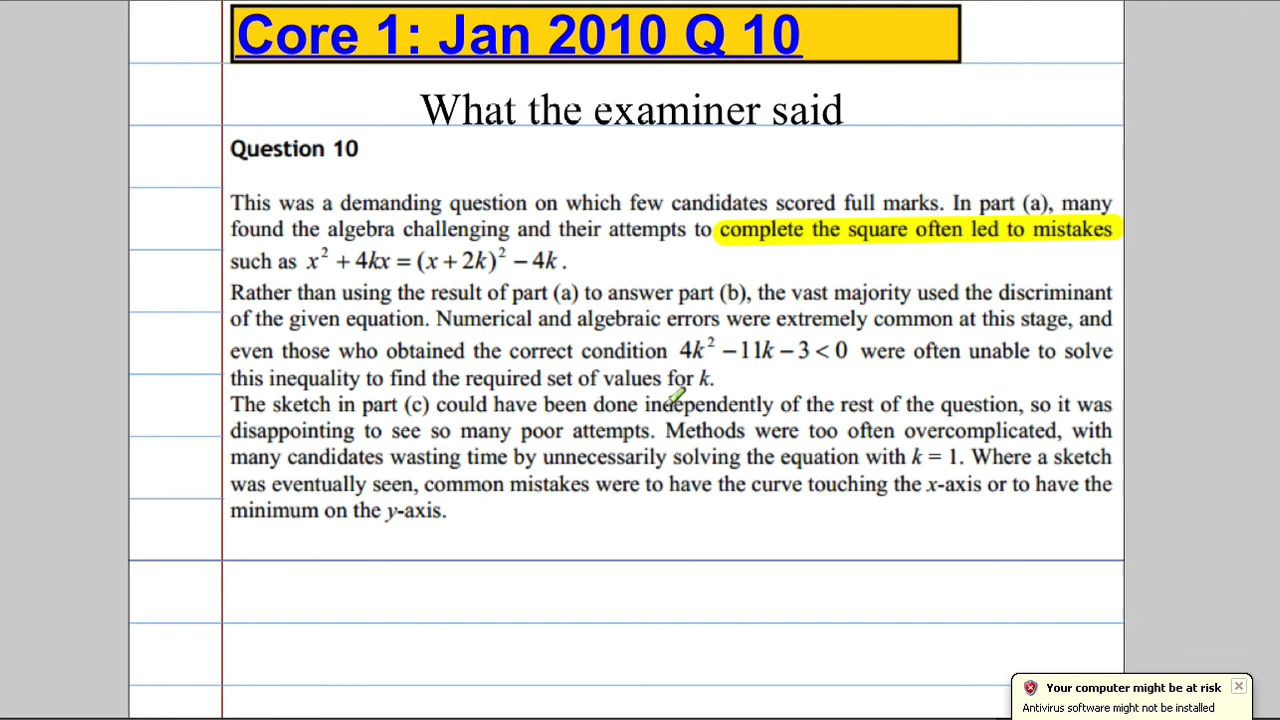 Core 1: Jan 2010 Q 10
What the examiner said
Question 10
This was a demanding question on which few candidates scored full marks. In part (a), many
found the algebra challenging and their attempts to complete the square often led to mistakes
such as x² + 4kx = (x + 2k)² − 4k .
Rather than using the result of part (a) to answer part (b), the vast majority used the discriminant
of the given equation. Numerical and algebraic errors were extremely common at this stage, and
even those who obtained the correct condition 4k² − 11k − 3 < 0 were often unable to solve
this inequality to find the required set of values for k.
The sketch in part (c) could have been done independently of the rest of the question, so it was
disappointing to see so many poor attempts. Methods were too often overcomplicated, with
many candidates wasting time by unnecessarily solving the equation with k = 1. Where a sketch
was eventually seen, common mistakes were to have the curve touching the x-axis or to have the
minimum on the y-axis.
Your computer might be at risk
Antivirus software might not be installed